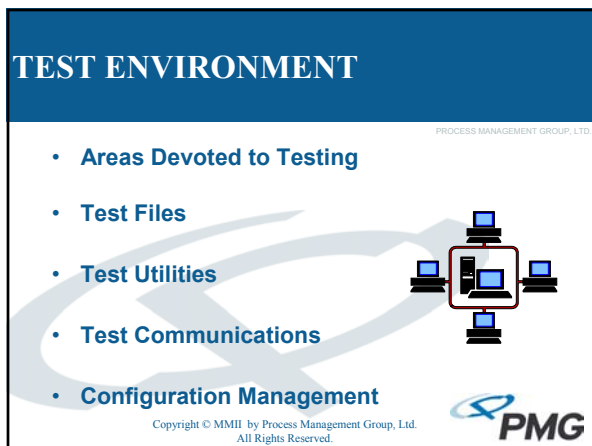 TEST ENVIRONMENT
PROCESS MANAGEMENT GROUP, LTD.
• Areas Devoted to Testing
• Test Files
• Test Utilities
• Test Communications
• Configuration Management
Copyright © MMII by Process Management Group, Ltd.
All Rights Reserved.
PMG